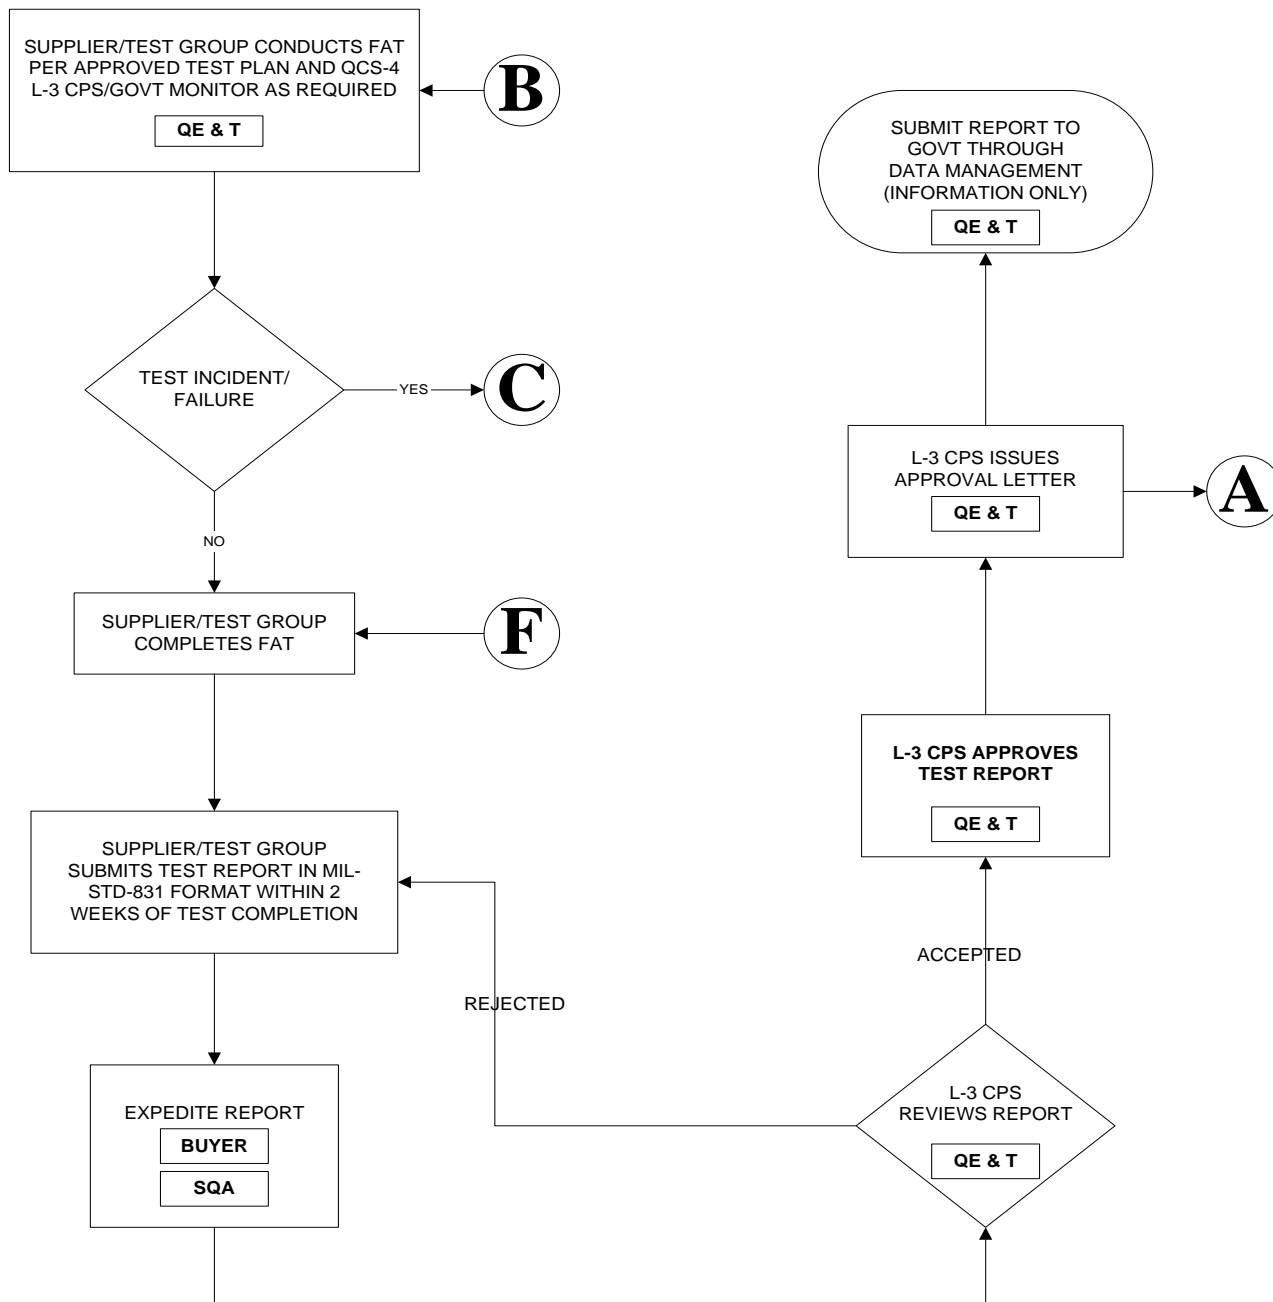 SUPPLIER/TEST GROUP CONDUCTS FAT
PER APPROVED TEST PLAN AND QCS-4
L-3 CPS/GOVT MONITOR AS REQUIRED
QE & T
B
TEST INCIDENT/
FAILURE
YES
C
NO
SUPPLIER/TEST GROUP
COMPLETES FAT
F
SUPPLIER/TEST GROUP
SUBMITS TEST REPORT IN MIL-
STD-831 FORMAT WITHIN 2
WEEKS OF TEST COMPLETION
REJECTED
EXPEDITE REPORT
BUYER
SQA
SUBMIT REPORT TO
GOVT THROUGH
DATA MANAGEMENT
(INFORMATION ONLY)
QE & T
L-3 CPS ISSUES
APPROVAL LETTER
QE & T
A
L-3 CPS APPROVES
TEST REPORT
QE & T
ACCEPTED
L-3 CPS
REVIEWS REPORT
QE & T